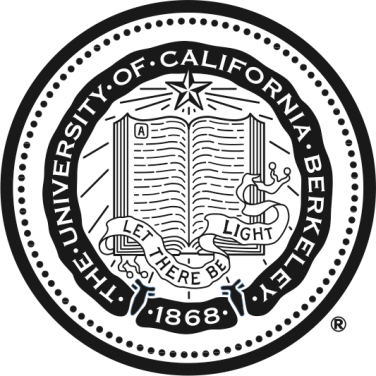 ·THE·UNIVERSITY·OF·CALIFORNIA·BERKELEY·
A
LET THERE BE LIGHT
·1868·
®